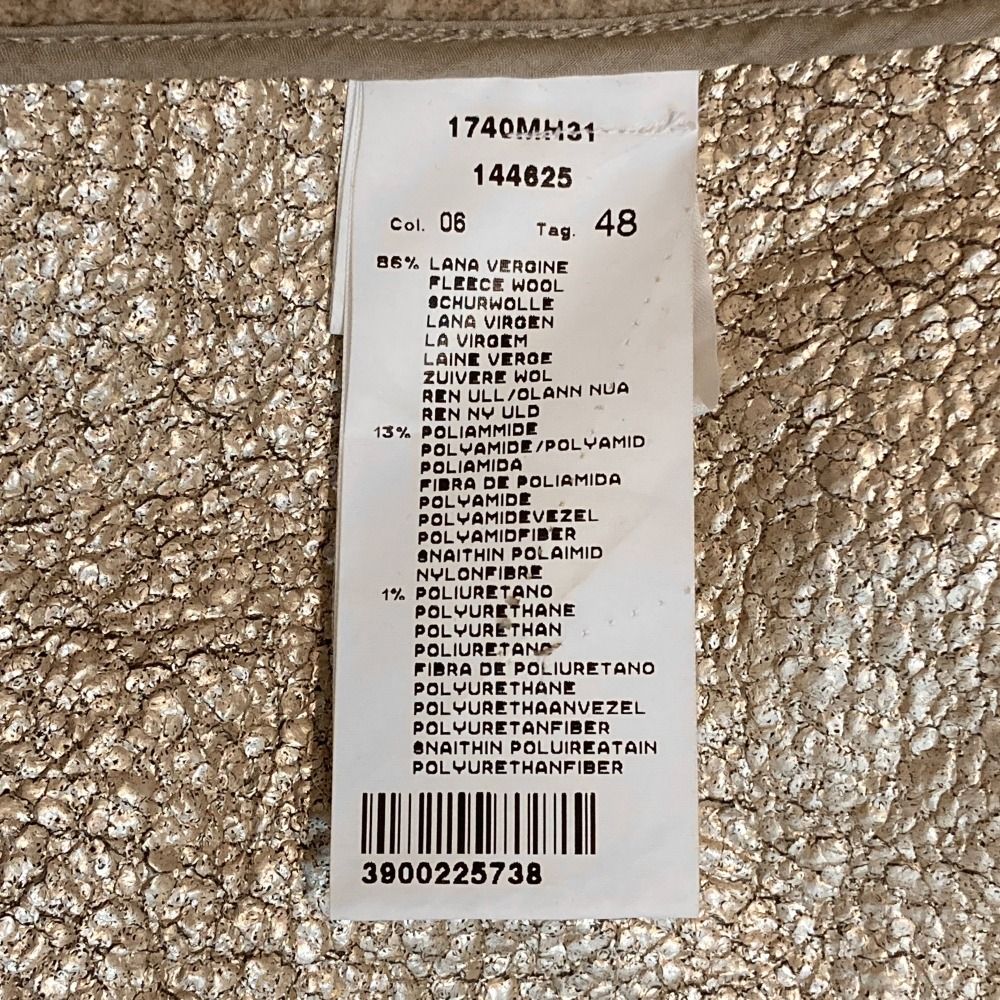 1740MH31
144625
Col. 06 Tag. 48
86% LANA VERGINE
FLEECE WOOL
SCHURWOLLE
LANA VIRGEN
LA VIRGEM
LAINE VERGE
ZUIVERE WOL
REN ULL/OLANN NUA
REN NY ULD
13% POLIAMMIDE
POLYAMIDE/POLYAMID
POLIAMIDA
FIBRA DE POLIAMIDA
POLYAMIDE
POLYAMIDEVEZEL
POLYAMIDFIBER
SNAITHIN POLAIMID
NYLONFIBRE
1% POLIURETANO
POLYURETHANE
POLYURETHAN
POLIURETANO
FIBRA DE POLIURETANO
POLYURETHANE
POLYURETHAANVEZEL
POLYURETANFIBER
SNAITHIN POLUIREATAIN
POLYURETHANFIBER
3900225738